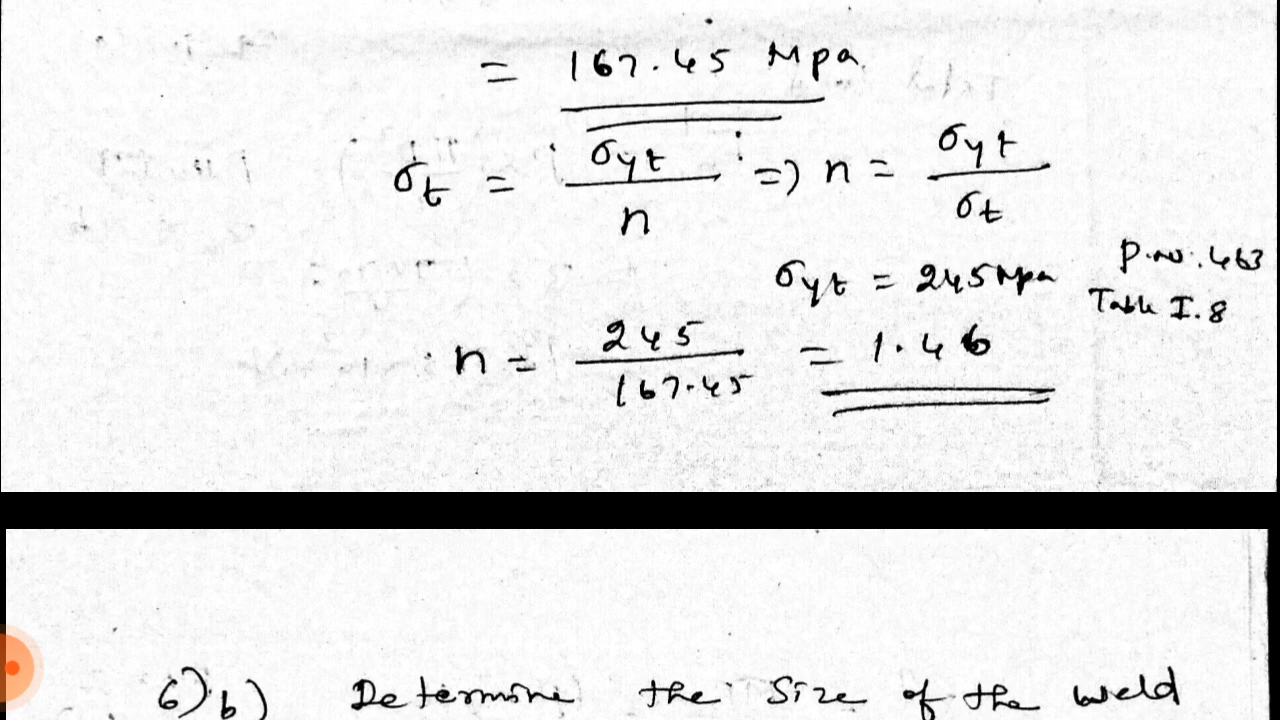 = 167.45 Mpa
σt = σyt / n => n = σyt / σt
σyt = 245 Mpa P.no. 463
Table I.8
n = 245 / 167.45 = 1.46
6) b) Determine the Size of the weld